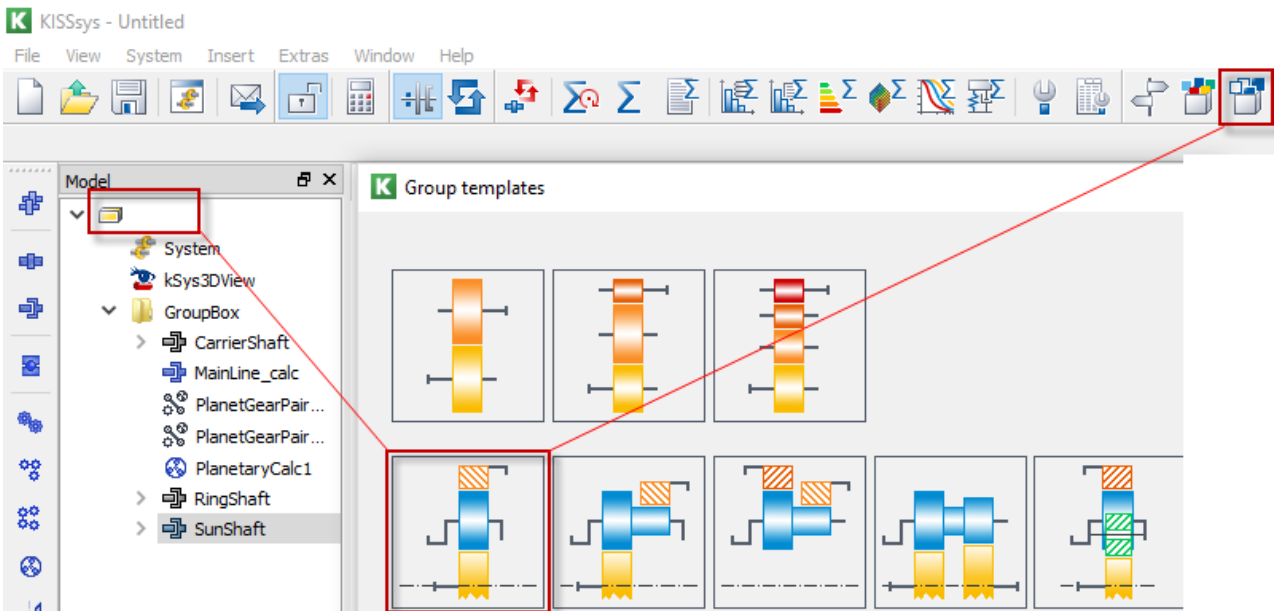 KISSsys - Untitled
File View System Insert Extras Window Help
Model
Group templates
System
kSys3DView
GroupBox
CarrierShaft
MainLine_calc
PlanetGearPair...
PlanetGearPair...
PlanetaryCalc1
RingShaft
SunShaft